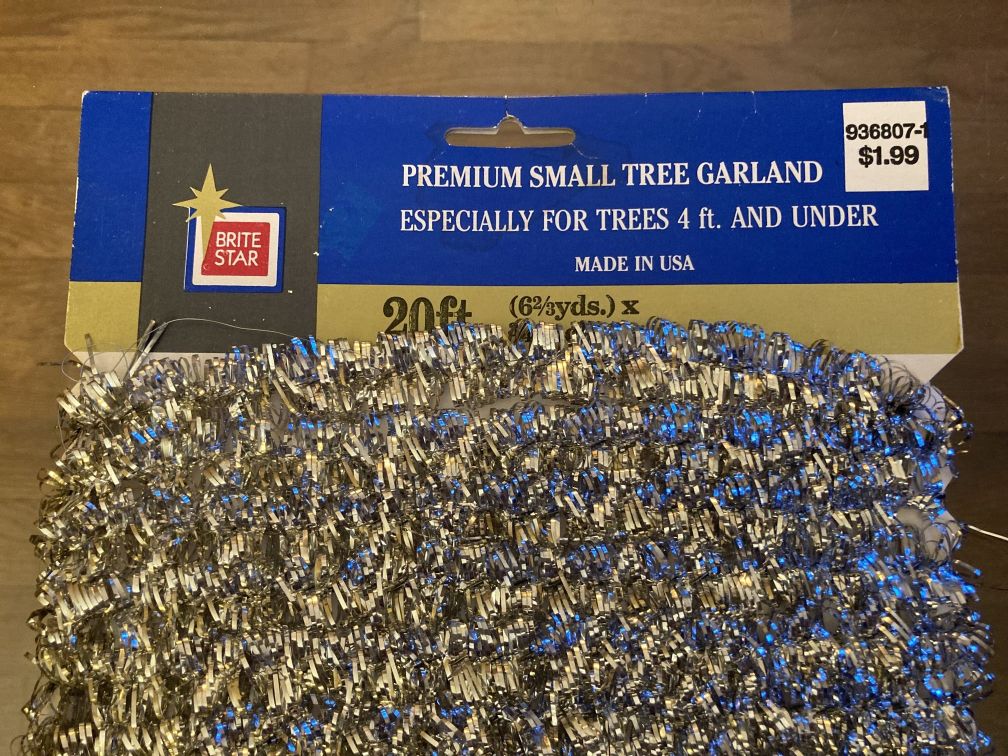 936807-1
$1.99
PREMIUM SMALL TREE GARLAND
ESPECIALLY FOR TREES 4 ft. AND UNDER
MADE IN USA
BRITE
STAR
20ft
(6⅔yds.) x